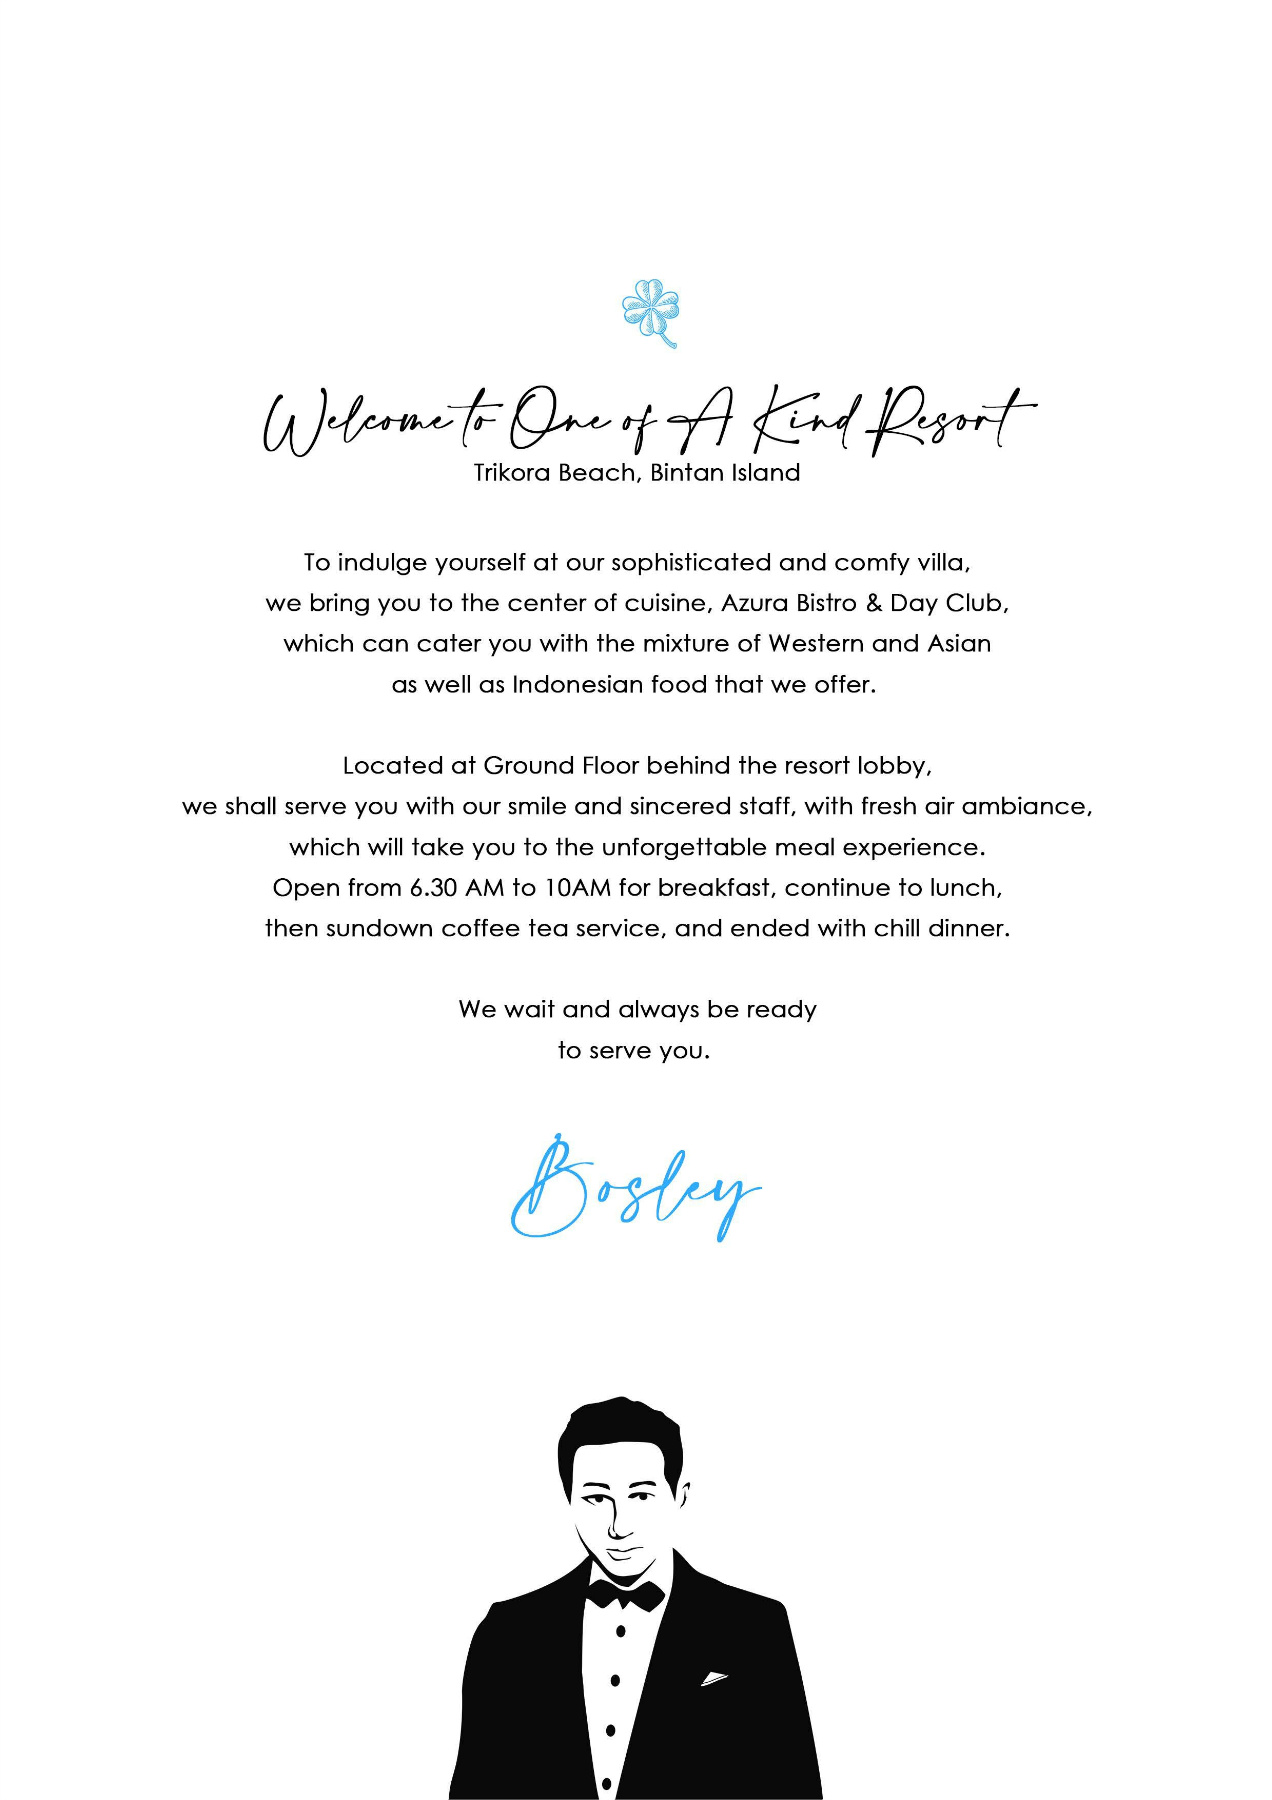 Welcome to One of A Kind Resort
Trikora Beach, Bintan Island
To indulge yourself at our sophisticated and comfy villa,
we bring you to the center of cuisine, Azura Bistro & Day Club,
which can cater you with the mixture of Western and Asian
as well as Indonesian food that we offer.
Located at Ground Floor behind the resort lobby,
we shall serve you with our smile and sincered staff, with fresh air ambiance,
which will take you to the unforgettable meal experience.
Open from 6.30 AM to 10AM for breakfast, continue to lunch,
then sundown coffee tea service, and ended with chill dinner.
We wait and always be ready
to serve you.
Bosley